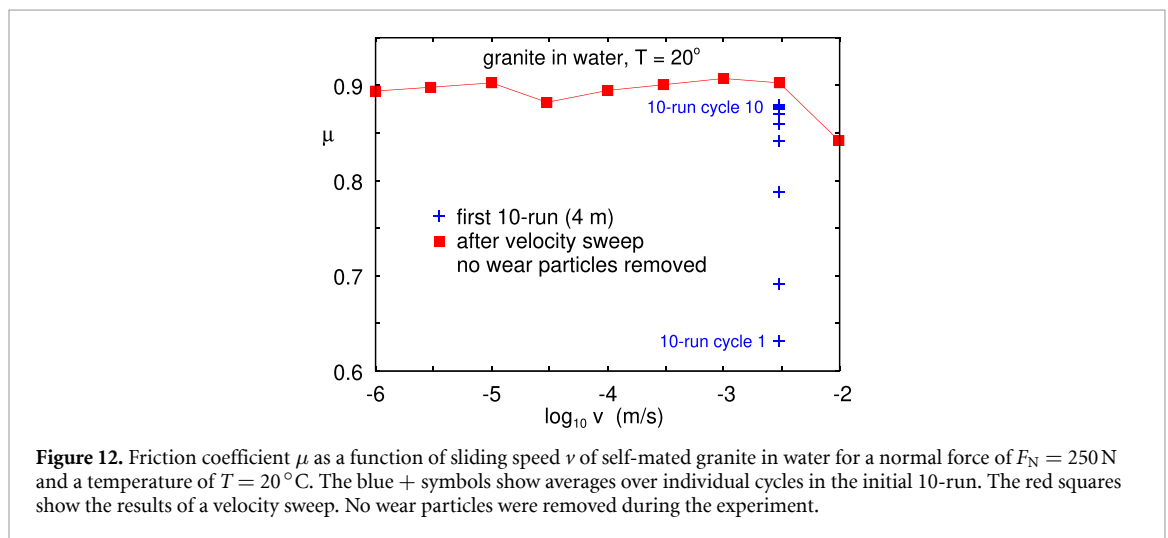 granite in water, T = 20°
0.9
10-run cycle 10
μ
0.8
+ first 10-run (4 m)
after velocity sweep
no wear particles removed
0.7
10-run cycle 1
0.6
-6 -5 -4 -3 -2
log₁₀ v (m/s)
Figure 12. Friction coefficient μ as a function of sliding speed v of self-mated granite in water for a normal force of F_N = 250 N
and a temperature of T = 20 °C. The blue + symbols show averages over individual cycles in the initial 10-run. The red squares
show the results of a velocity sweep. No wear particles were removed during the experiment.